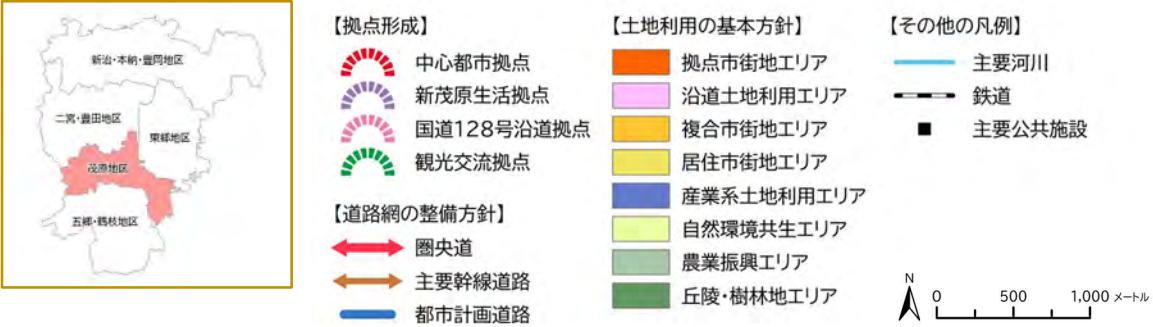 新治・本納・豊岡地区
二宮・豊田地区
東郷地区
茂原地区
五郷・鶴枝地区
【拠点形成】
中心都市拠点
新茂原生活拠点
国道128号沿道拠点
観光交流拠点
【道路網の整備方針】
圏央道
主要幹線道路
都市計画道路
【土地利用の基本方針】
拠点市街地エリア
沿道土地利用エリア
複合市街地エリア
居住市街地エリア
産業系土地利用エリア
自然環境共生エリア
農業振興エリア
丘陵・樹林地エリア
【その他の凡例】
主要河川
鉄道
主要公共施設
N
0 500 1,000 メートル